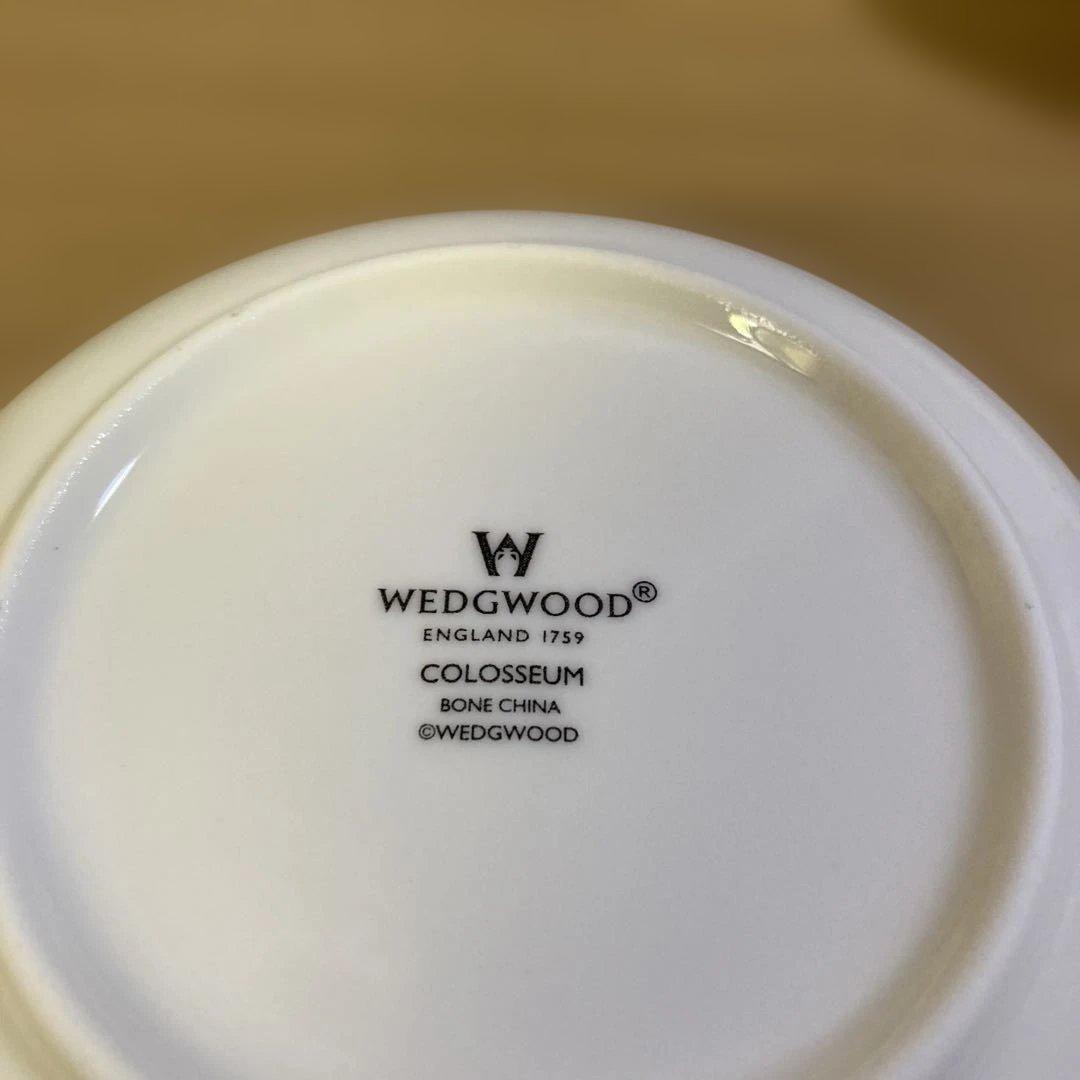 W
WEDGWOOD®
ENGLAND 1759
COLOSSEUM
BONE CHINA
©WEDGWOOD